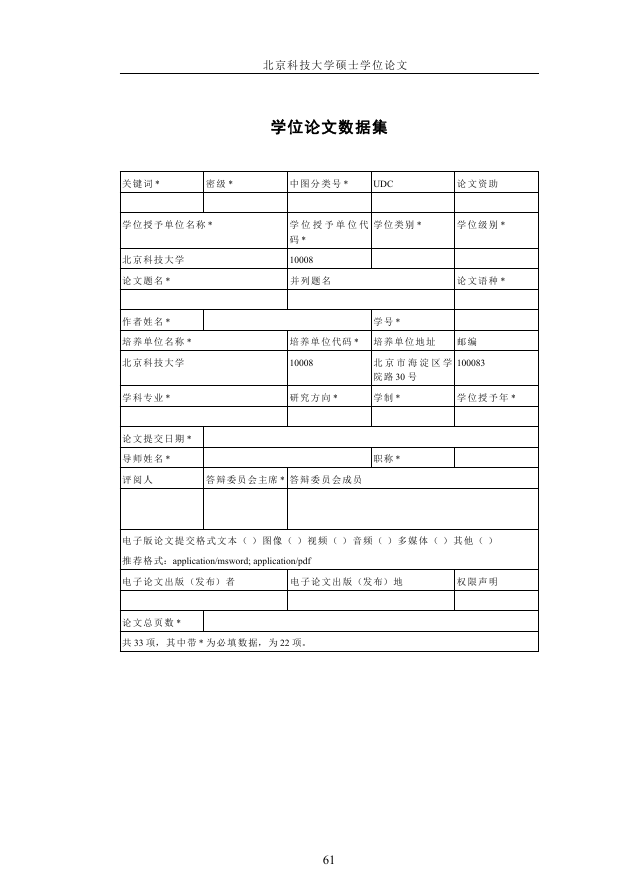 北京科技大学硕士学位论文
学位论文数据集
关键词* 密级* 中图分类号* UDC 论文资助
学位授予单位名称* 学位授予单位代码* 学位类别* 学位级别*
北京科技大学 10008
论文题名* 并列题名 论文语种*
作者姓名* 学号*
培养单位名称* 培养单位代码* 培养单位地址 邮编
北京科技大学 10008 北京市海淀区学院路30号 100083
学科专业* 研究方向* 学制* 学位授予年*
论文提交日期*
导师姓名* 职称*
评阅人 答辩委员会主席* 答辩委员会成员
电子版论文提交格式文本（ ）图像（ ）视频（ ）音频（ ）多媒体（ ）其他（ ）
推荐格式：application/msword; application/pdf
电子论文出版（发布）者 电子论文出版（发布）地 权限声明
论文总页数*
共33项，其中带*为必填数据，为22项。
61